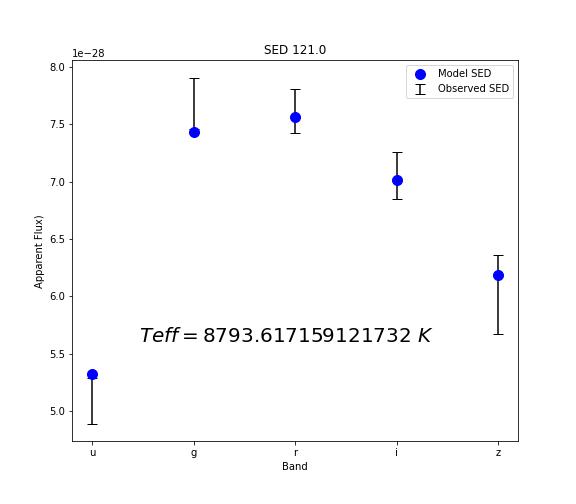 SED 121.0
1e−28
Model SED
Observed SED
8.0
7.5
7.0
6.5
6.0
5.5
5.0
Apparent Flux)
Teff = 8793.617159121732 K
u g r i z
Band